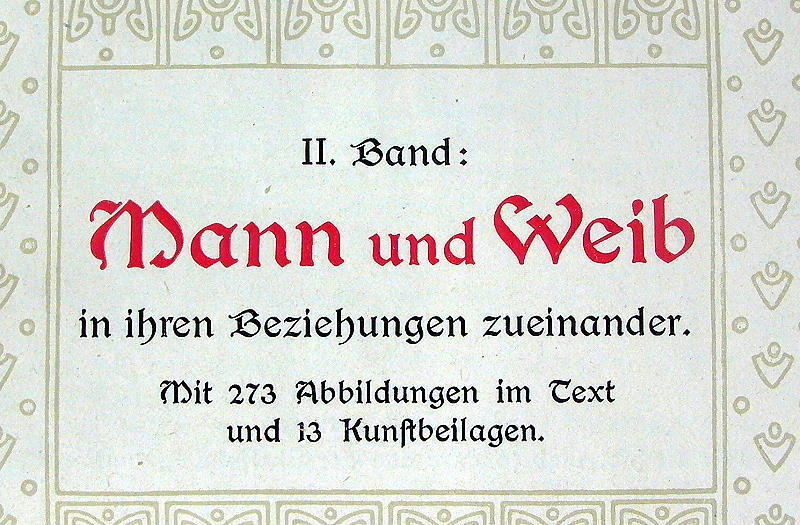 II. Band:
Mann und Weib
in ihren Beziehungen zueinander.
Mit 273 Abbildungen im Text
und 13 Kunſtbeilagen.